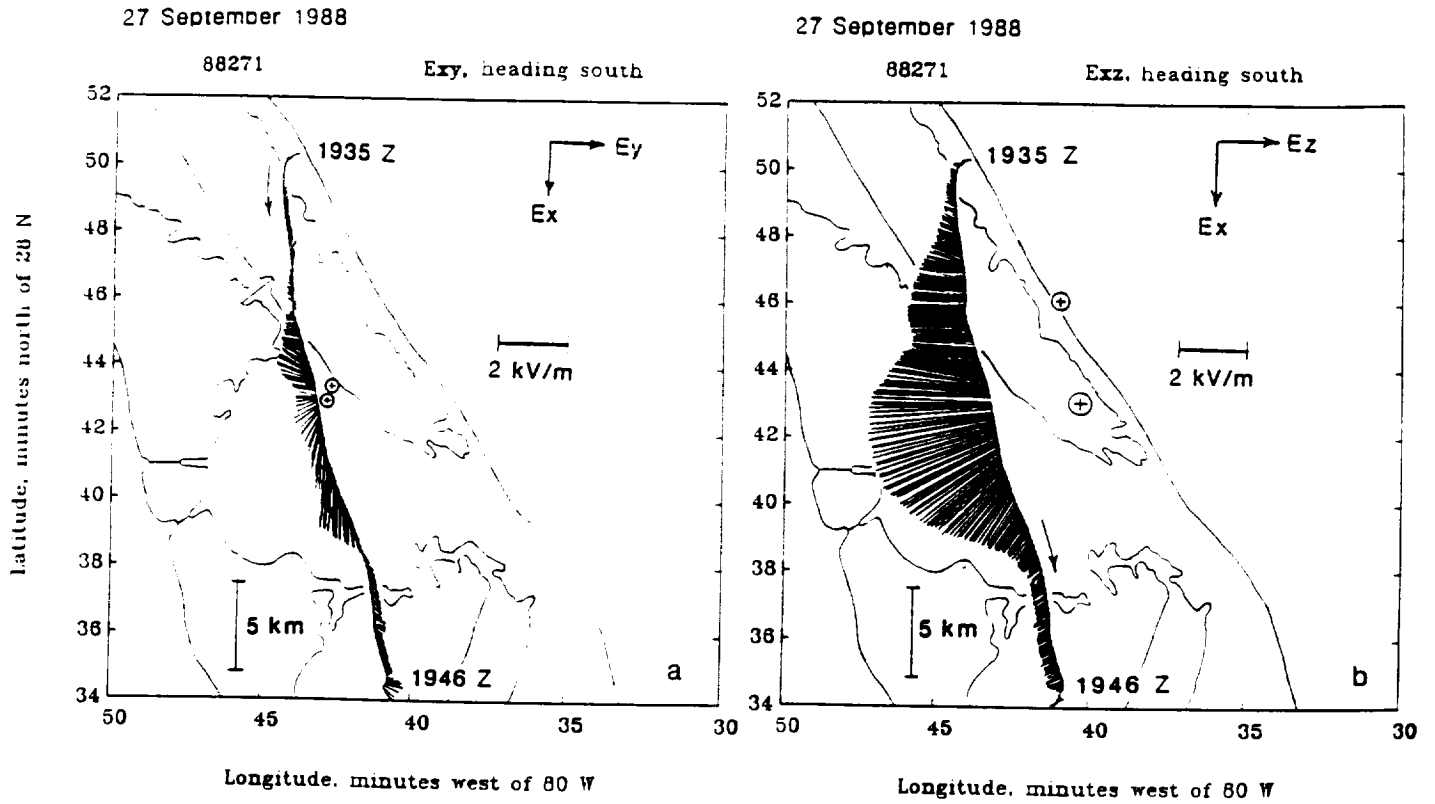 27 September 1988
88271
Exy, heading south
52
50
48
46
44
42
40
38
36
34
50
45
40
35
30
1935 Z
Ey
Ex
2 kV/m
5 km
1946 Z
a
Latitude, minutes north of 28 N
Longitude, minutes west of 80 W
27 September 1988
88271
Exz, heading south
52
50
48
46
44
42
40
38
36
34
50
45
40
35
30
1935 Z
Ez
Ex
2 kV/m
5 km
1946 Z
b
Longitude, minutes west of 80 W